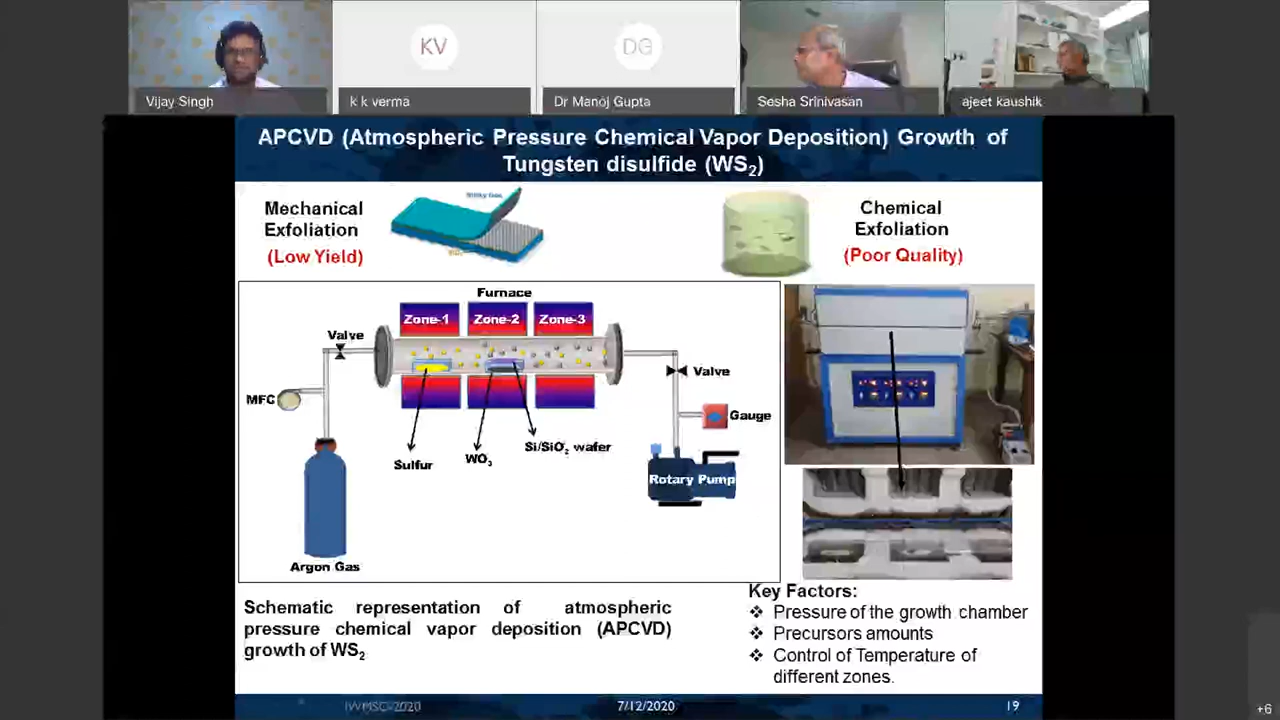 KV
DG
Vijay Singh
k k verma
Dr Manoj Gupta
Sesha Srinivasan
ajeet kaushik
APCVD (Atmospheric Pressure Chemical Vapor Deposition) Growth of
Tungsten disulfide (WS₂)
Mechanical
Exfoliation
(Low Yield)
Chemical
Exfoliation
(Poor Quality)
Furnace
Zone-1 Zone-2 Zone-3
Valve
Valve
MFC
Gauge
Sulfur
WO₃
Si/SiO₂ wafer
Rotary Pump
Argon Gas
Schematic representation of atmospheric
pressure chemical vapor deposition (APCVD)
growth of WS₂
Key Factors:
❖ Pressure of the growth chamber
❖ Precursors amounts
❖ Control of Temperature of
different zones.
IWMSC-2020
7/12/2020
19
+6